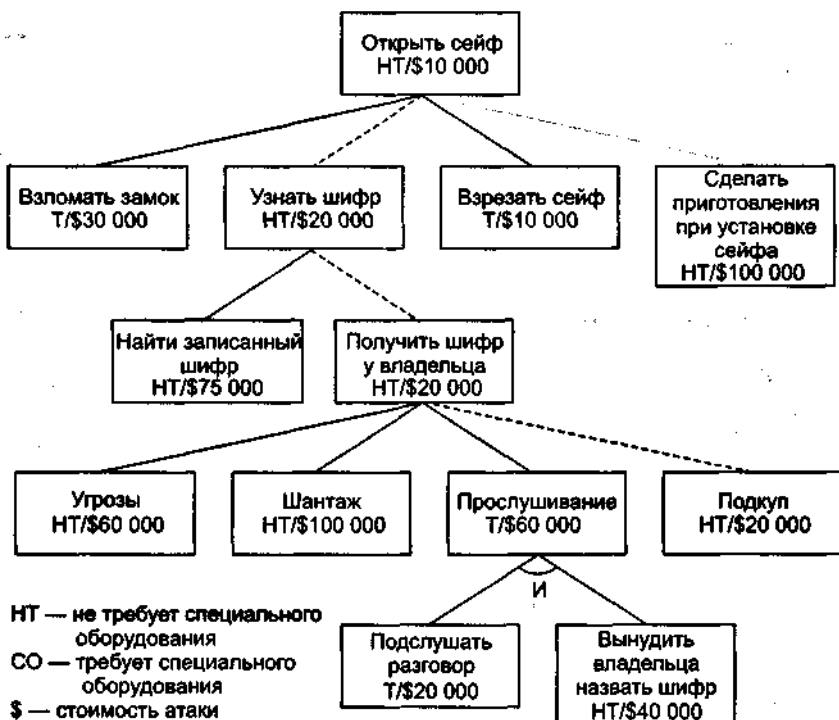 Открыть сейф
НТ/$10 000
Взломать замок
Т/$30 000
Узнать шифр
НТ/$20 000
Взрезать сейф
Т/$10 000
Сделать
приготовления
при установке
сейфа
НТ/$100 000
Найти записанный
шифр
НТ/$75 000
Получить шифр
у владельца
НТ/$20 000
Угрозы
НТ/$60 000
Шантаж
НТ/$100 000
Прослушивание
Т/$60 000
Подкуп
НТ/$20 000
И
Подслушать
разговор
Т/$20 000
Вынудить
владельца
назвать шифр
НТ/$40 000
НТ — не требует специального
оборудования
СО — требует специального
оборудования
$ — стоимость атаки